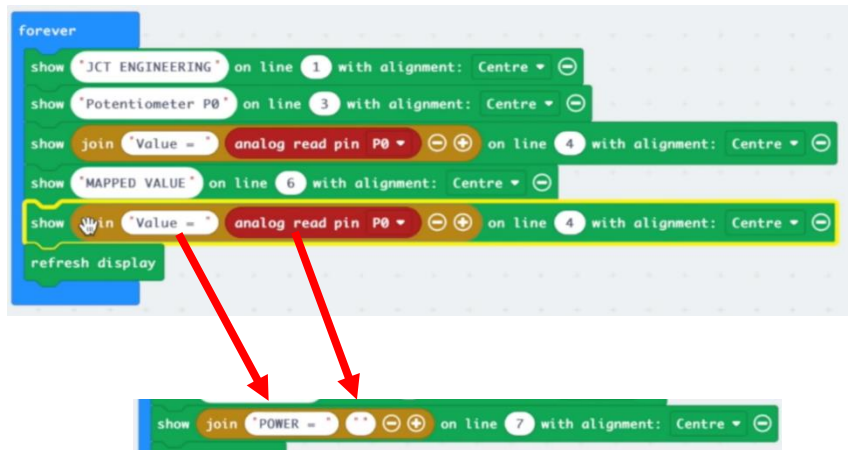 forever
show "JCT ENGINEERING" on line 1 with alignment: Centre
show "Potentiometer P0" on line 3 with alignment: Centre
show join "Value = " analog read pin P0 on line 4 with alignment: Centre
show "MAPPED VALUE" on line 6 with alignment: Centre
show in "Value = " analog read pin P0 on line 4 with alignment: Centre
refresh display
show join "POWER = " "" on line 7 with alignment: Centre